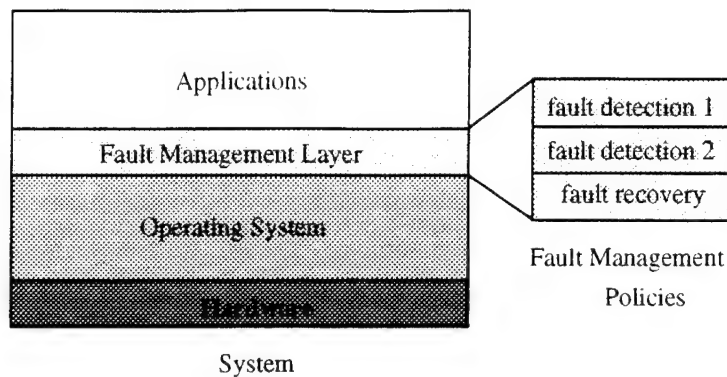 Applications
Fault Management Layer
Operating System
Hardware
System
fault detection 1
fault detection 2
fault recovery
Fault Management
Policies